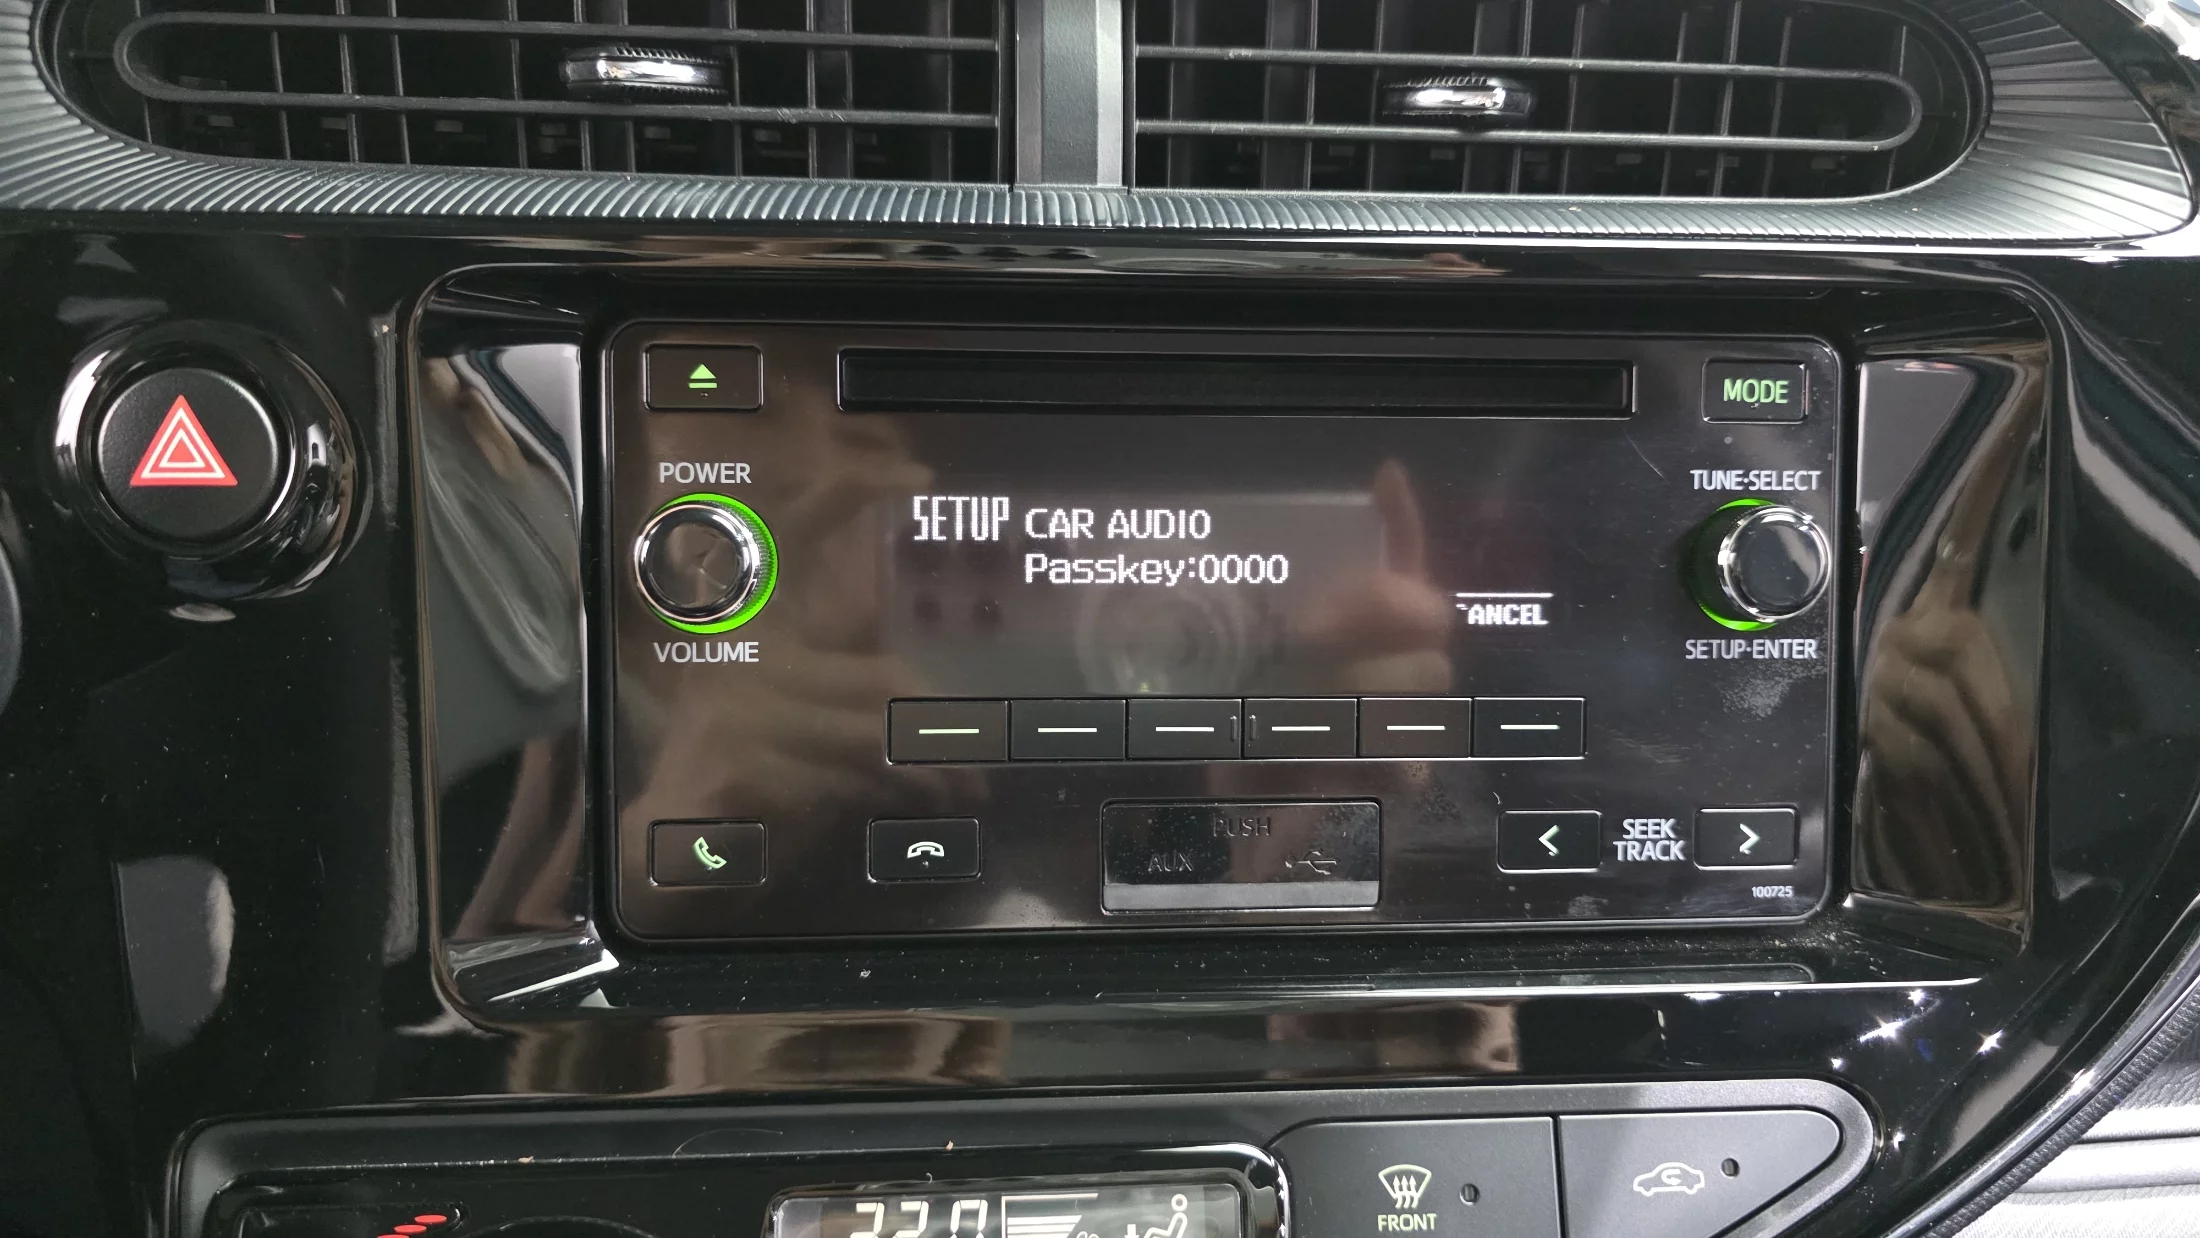 MODE
POWER
TUNE·SELECT
SETUP CAR AUDIO
Passkey:0000
ANCEL
VOLUME
SETUP·ENTER
PUSH
AUX
SEEK
TRACK
100725
FRONT